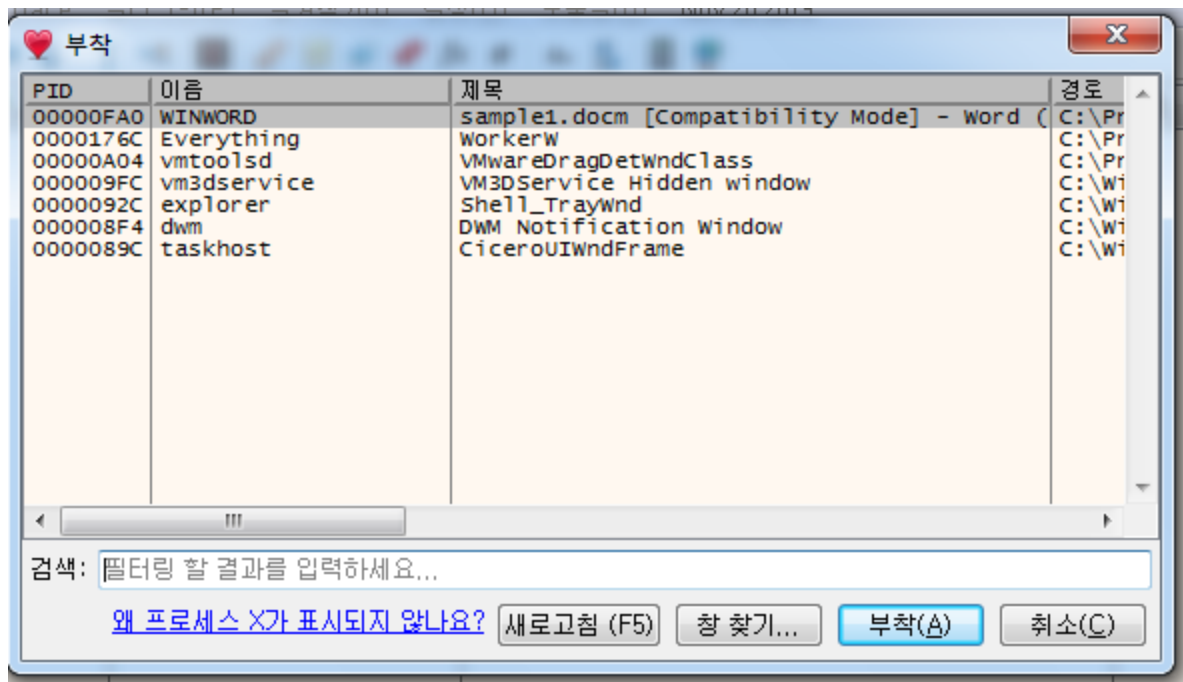 부착
PID 이름 제목 경로
00000FA0 WINWORD sample1.docm [Compatibility Mode] - Word ( C:\Pr
0000176C Everything WorkerW C:\Pr
00000A04 vmtoolsd VMwareDragDetWndClass C:\Pr
000009FC vm3dservice VM3DService Hidden window C:\Wi
0000092C explorer Shell_TrayWnd C:\Wi
000008F4 dwm DWM Notification Window C:\Wi
0000089C taskhost CiceroUIWndFrame C:\Wi
검색: 필터링 할 결과를 입력하세요...
왜 프로세스 X가 표시되지 않나요? 새로고침 (F5) 창 찾기... 부착(A) 취소(C)